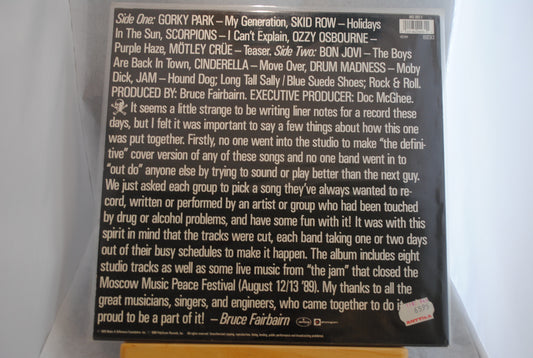 Side One: GORKY PARK – My Generation, SKID ROW – Holidays
In The Sun, SCORPIONS – I Can't Explain, OZZY OSBOURNE –
Purple Haze, MÖTLEY CRÜE – Teaser. Side Two: BON JOVI – The Boys
Are Back In Town, CINDERELLA – Move Over, DRUM MADNESS – Moby
Dick, JAM – Hound Dog; Long Tall Sally / Blue Suede Shoes; Rock & Roll.
PRODUCED BY: Bruce Fairbairn. EXECUTIVE PRODUCER: Doc McGhee.
It seems a little strange to be writing liner notes for a record these
days, but I felt it was important to say a few things about how this one
was put together. Firstly, no one went into the studio to make "the defini-
tive" cover version of any of these songs and no one band went in to
"out do" anyone else by trying to sound or play better than the next guy.
We just asked each group to pick a song they've always wanted to re-
cord, written or performed by an artist or group who had been touched
by drug or alcohol problems, and have some fun with it! It was with this
spirit in mind that the tracks were cut, each band taking one or two days
out of their busy schedules to make it happen. The album includes eight
studio tracks as well as some live music from "the jam" that closed the
Moscow Music Peace Festival (August 12/13 '89). My thanks to all the
great musicians, singers, and engineers, who came together to do it
proud to be a part of it! – Bruce Fairbairn